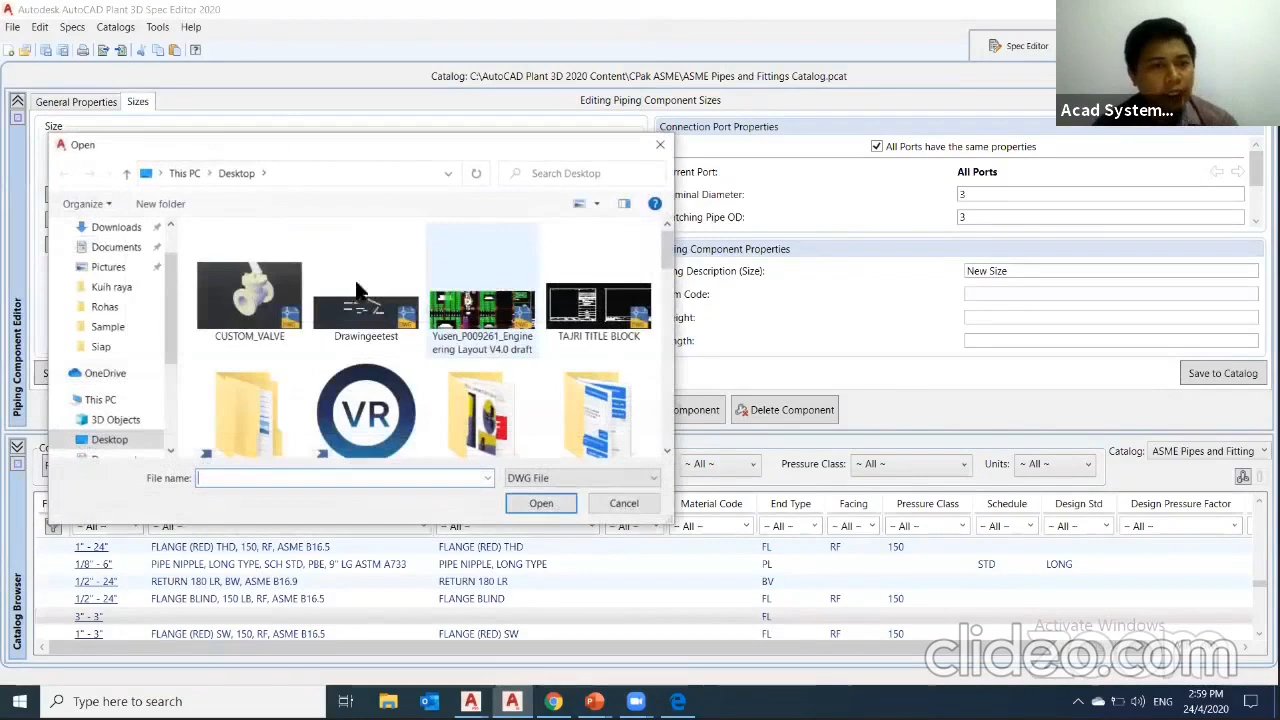 Autodesk AutoCAD Plant 3D Spec Editor 2020
File Edit Specs Catalogs Tools Help
Spec Editor
Acad System...
Catalog: C:\AutoCAD Plant 3D 2020 Content\CPak ASME\ASME Pipes and Fittings Catalog.pcat
General Properties Sizes Editing Piping Component Sizes
Size
Open
This PC > Desktop >
Search Desktop
Organize New folder
Downloads
Documents
Pictures
Kuih raya
Rohas
Sample
Siap
OneDrive
This PC
3D Objects
Desktop
CUSTOM_VALVE
Drawingeetest
Yusen_P009261_Engine
ering Layout V4.0 draft
TAJRI TITLE BLOCK
VR
File name: DWG File
Open Cancel
Connection Port Properties
All Ports have the same properties
urrent Port: All Ports
minal Diameter: 3
atching Pipe OD: 3
ing Component Properties
ng Description (Size): New Size
m Code:
eight:
ngth:
Save to Catalog
omponent Delete Component
Piping Component Editor
~ All ~ Pressure Class: ~ All ~ Units: ~ All ~ Catalog: ASME Pipes and Fitting
Material Code End Type Facing Pressure Class Schedule Design Std Design Pressure Factor
~ All ~ ~ All ~ ~ All ~ ~ All ~ ~ All ~ ~ All ~ ~ All ~
1" - 24" FLANGE (RED) THD, 150, RF, ASME B16.5 FLANGE (RED) THD FL RF 150
1/8" - 6" PIPE NIPPLE, LONG TYPE, SCH STD, PBE, 9" LG ASTM A733 PIPE NIPPLE, LONG TYPE PL STD LONG
1/2" - 24" RETURN 180 LR, BW, ASME B16.9 RETURN 180 LR BV
1/2" - 24" FLANGE BLIND, 150 LB, RF, ASME B16.5 FLANGE BLIND FL RF 150
3" - 3" FL
1" - 3" FLANGE (RED) SW, 150, RF, ASME B16.5 FLANGE (RED) SW FL RF 150
Catalog Browser
Activate Windows
clideo.com
Type here to search
ENG
2:59 PM
24/4/2020